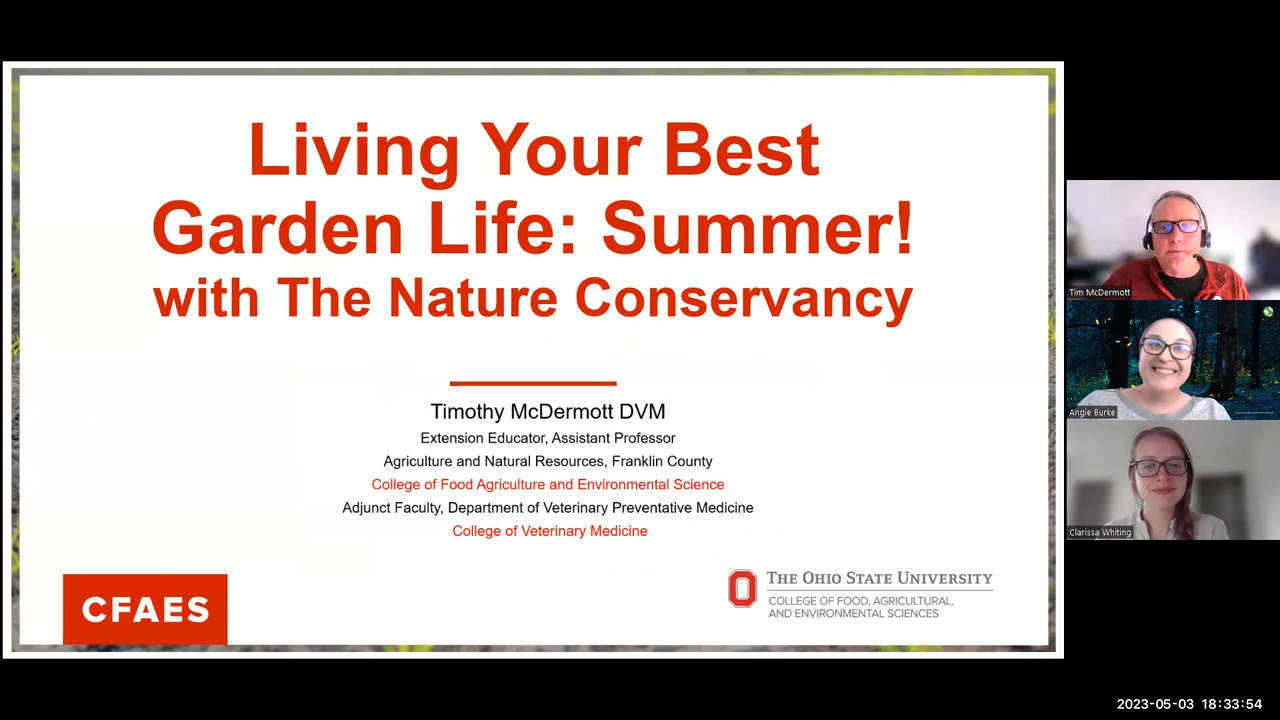 Living Your Best
Garden Life: Summer!
with The Nature Conservancy
Timothy McDermott DVM
Extension Educator, Assistant Professor
Agriculture and Natural Resources, Franklin County
College of Food Agriculture and Environmental Science
Adjunct Faculty, Department of Veterinary Preventative Medicine
College of Veterinary Medicine
CFAES
THE OHIO STATE UNIVERSITY
COLLEGE OF FOOD, AGRICULTURAL,
AND ENVIRONMENTAL SCIENCES
Tim McDermott
Angie Burke
Clarissa Whiting
2023-05-03 18:33:54